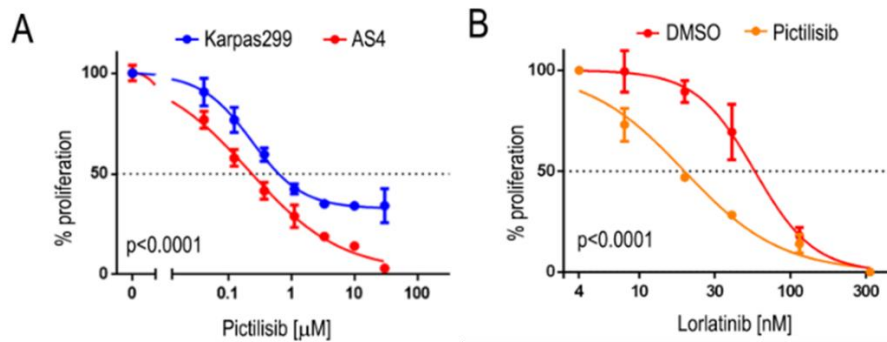 A
Karpas299 AS4
% proliferation
100
50
0
p<0.0001
0 0.1 1 10 100
Pictilisib [µM]
B
DMSO Pictilisib
% proliferation
100
50
0
p<0.0001
4 10 30 100 300
Lorlatinib [nM]